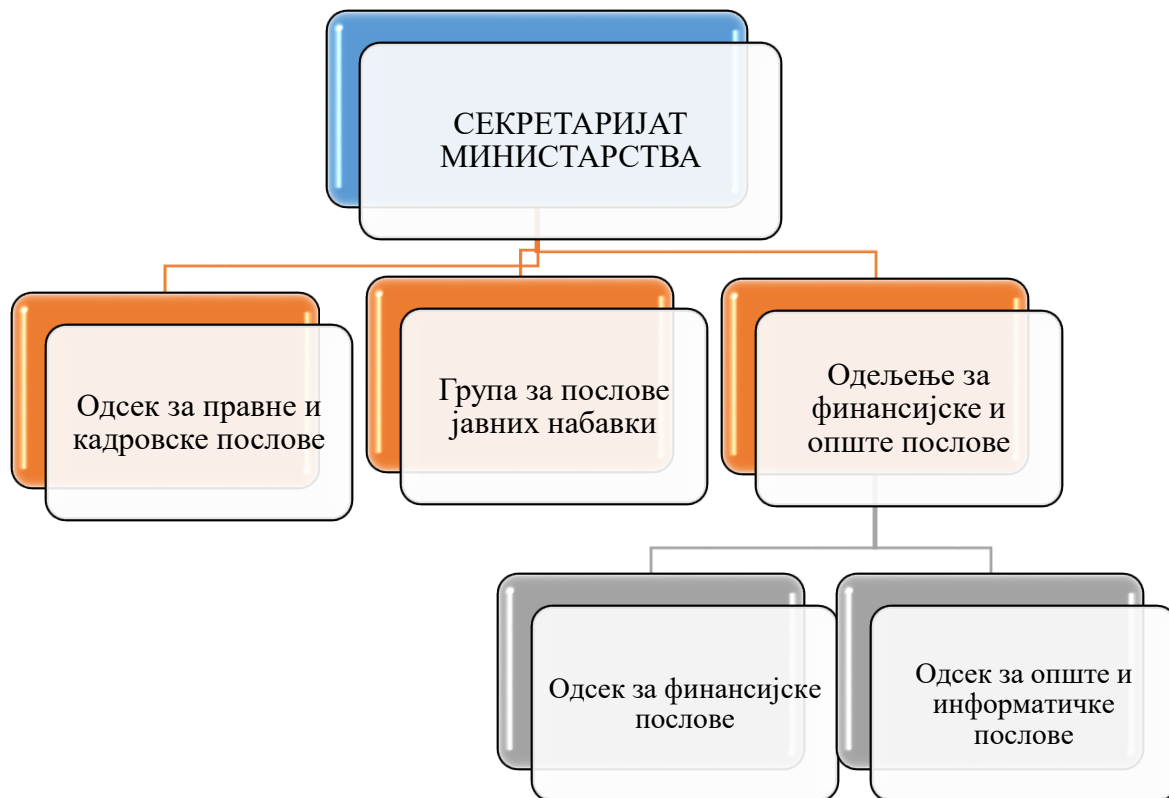 СЕКРЕТАРИЈАТ
МИНИСТАРСТВА
Одсек за правне и
кадровске послове
Група за послове
јавних набавки
Одељење за
финансијске и
опште послове
Одсек за финансијске
послове
Одсек за опште и
информатичке
послове